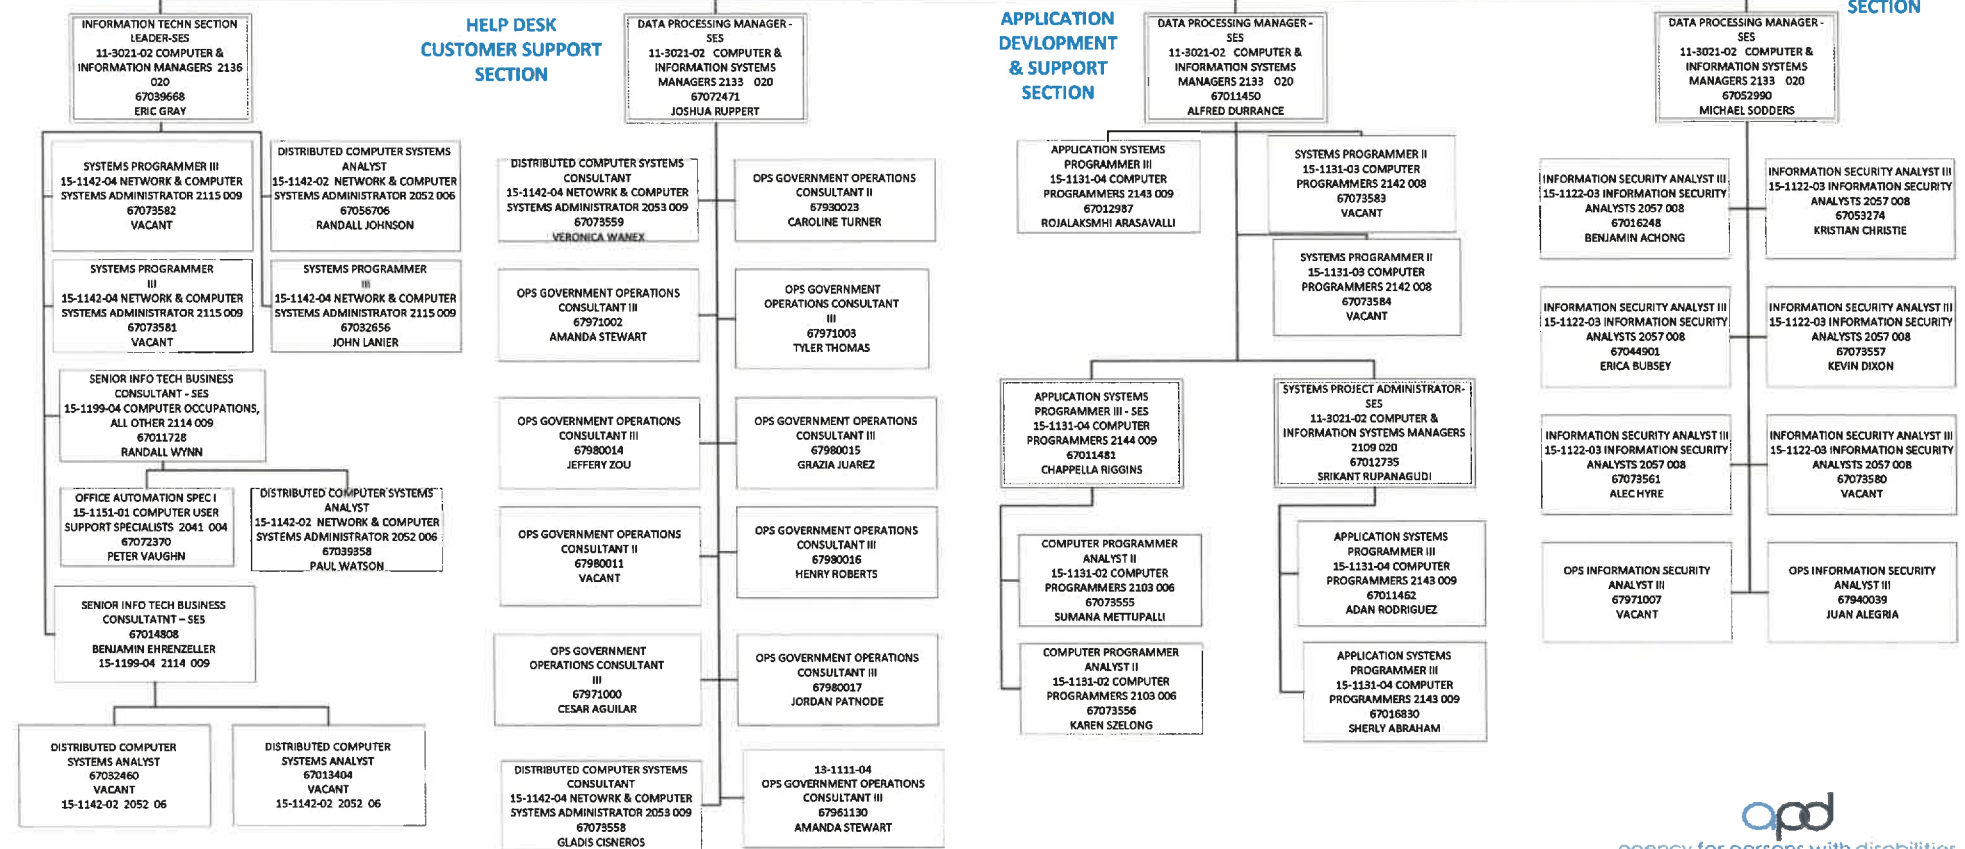 INFORMATION TECHN SECTION
LEADER-SES
11-3021-02 COMPUTER &
INFORMATION MANAGERS 2136
020
67039668
ERIC GRAY
SYSTEMS PROGRAMMER III
15-1142-04 NETWORK & COMPUTER
SYSTEMS ADMINISTRATOR 2115 009
67073582
VACANT
DISTRIBUTED COMPUTER SYSTEMS
ANALYST
15-1142-02 NETWORK & COMPUTER
SYSTEMS ADMINISTRATOR 2052 006
67056706
RANDALL JOHNSON
SYSTEMS PROGRAMMER
III
15-1142-04 NETWORK & COMPUTER
SYSTEMS ADMINISTRATOR 2115 009
67073581
VACANT
SYSTEMS PROGRAMMER
III
15-1142-04 NETWORK & COMPUTER
SYSTEMS ADMINISTRATOR 2115 009
67032656
JOHN LANIER
SENIOR INFO TECH BUSINESS
CONSULTANT - SES
15-1199-04 COMPUTER OCCUPATIONS,
ALL OTHER 2114 009
67011728
RANDALL WYNN
OFFICE AUTOMATION SPEC I
15-1151-01 COMPUTER USER
SUPPORT SPECIALISTS 2041 004
67072370
PETER VAUGHN
DISTRIBUTED COMPUTER SYSTEMS
ANALYST
15-1142-02 NETWORK & COMPUTER
SYSTEMS ADMINISTRATOR 2052 006
67039358
PAUL WATSON
SENIOR INFO TECH BUSINESS
CONSULTATNT – SES
67014808
BENJAMIN EHRENZELLER
15-1199-04 2114 009
DISTRIBUTED COMPUTER
SYSTEMS ANALYST
67032460
VACANT
15-1142-02 2052 06
DISTRIBUTED COMPUTER
SYSTEMS ANALYST
67013404
VACANT
15-1142-02 2052 06
HELP DESK
CUSTOMER SUPPORT
SECTION
DATA PROCESSING MANAGER -
SES
11-3021-02 COMPUTER &
INFORMATION SYSTEMS
MANAGERS 2133 020
67072471
JOSHUA RUPPERT
DISTRIBUTED COMPUTER SYSTEMS
CONSULTANT
15-1142-04 NETOWRK & COMPUTER
SYSTEMS ADMINISTRATOR 2053 009
67073559
VERONICA WANEX
OPS GOVERNMENT OPERATIONS
CONSULTANT II
67930023
CAROLINE TURNER
OPS GOVERNMENT OPERATIONS
CONSULTANT III
67971002
AMANDA STEWART
OPS GOVERNMENT
OPERATIONS CONSULTANT
III
67971003
TYLER THOMAS
OPS GOVERNMENT OPERATIONS
CONSULTANT III
67980014
JEFFERY ZOU
OPS GOVERNMENT OPERATIONS
CONSULTANT III
67980015
GRAZIA JUAREZ
OPS GOVERNMENT OPERATIONS
CONSULTANT II
67980011
VACANT
OPS GOVERNMENT OPERATIONS
CONSULTANT III
67980016
HENRY ROBERTS
OPS GOVERNMENT
OPERATIONS CONSULTANT
III
67971000
CESAR AGUILAR
OPS GOVERNMENT OPERATIONS
CONSULTANT III
67980017
JORDAN PATNODE
DISTRIBUTED COMPUTER SYSTEMS
CONSULTANT
15-1142-04 NETOWRK & COMPUTER
SYSTEMS ADMINISTRATOR 2053 009
67073558
GLADIS CISNEROS
13-1111-04
OPS GOVERNMENT OPERATIONS
CONSULTANT III
67961130
AMANDA STEWART
APPLICATION
DEVLOPMENT
& SUPPORT
SECTION
DATA PROCESSING MANAGER -
SES
11-3021-02 COMPUTER &
INFORMATION SYSTEMS
MANAGERS 2133 020
67011450
ALFRED DURRANCE
APPLICATION SYSTEMS
PROGRAMMER III
15-1131-04 COMPUTER
PROGRAMMERS 2143 009
67012987
ROJALAKSMHI ARASAVALLI
SYSTEMS PROGRAMMER II
15-1131-03 COMPUTER
PROGRAMMERS 2142 008
67073583
VACANT
SYSTEMS PROGRAMMER II
15-1131-03 COMPUTER
PROGRAMMERS 2142 008
67073584
VACANT
APPLICATION SYSTEMS
PROGRAMMER III - SES
15-1131-04 COMPUTER
PROGRAMMERS 2144 009
67011481
CHAPPELLA RIGGINS
SYSTEMS PROJECT ADMINISTRATOR-
SES
11-3021-02 COMPUTER &
INFORMATION SYSTEMS MANAGERS
2109 020
67012735
SRIKANT RUPANAGUDI
COMPUTER PROGRAMMER
ANALYST II
15-1131-02 COMPUTER
PROGRAMMERS 2103 006
67073555
SUMANA METTUPALLI
APPLICATION SYSTEMS
PROGRAMMER III
15-1131-04 COMPUTER
PROGRAMMERS 2143 009
67011462
ADAN RODRIGUEZ
COMPUTER PROGRAMMER
ANALYST II
15-1131-02 COMPUTER
PROGRAMMERS 2103 006
67073556
KAREN SZELONG
APPLICATION SYSTEMS
PROGRAMMER III
15-1131-04 COMPUTER
PROGRAMMERS 2143 009
67016830
SHERLY ABRAHAM
SECTION
DATA PROCESSING MANAGER -
SES
11-3021-02 COMPUTER &
INFORMATION SYSTEMS
MANAGERS 2133 020
67052990
MICHAEL SODDERS
INFORMATION SECURITY ANALYST III
15-1122-03 INFORMATION SECURITY
ANALYSTS 2057 008
67016248
BENJAMIN ACHONG
INFORMATION SECURITY ANALYST III
15-1122-03 INFORMATION SECURITY
ANALYSTS 2057 008
67053274
KRISTIAN CHRISTIE
INFORMATION SECURITY ANALYST III
15-1122-03 INFORMATION SECURITY
ANALYSTS 2057 008
67044901
ERICA BUBSEY
INFORMATION SECURITY ANALYST III
15-1122-03 INFORMATION SECURITY
ANALYSTS 2057 008
67073557
KEVIN DIXON
INFORMATION SECURITY ANALYST III
15-1122-03 INFORMATION SECURITY
ANALYSTS 2057 008
67073561
ALEC HYRE
INFORMATION SECURITY ANALYST III
15-1122-03 INFORMATION SECURITY
ANALYSTS 2057 008
67073580
VACANT
OPS INFORMATION SECURITY
ANALYST III
67971007
VACANT
OPS INFORMATION SECURITY
ANALYST III
67940039
JUAN ALEGRIA
apd
agency for persons with disabilities